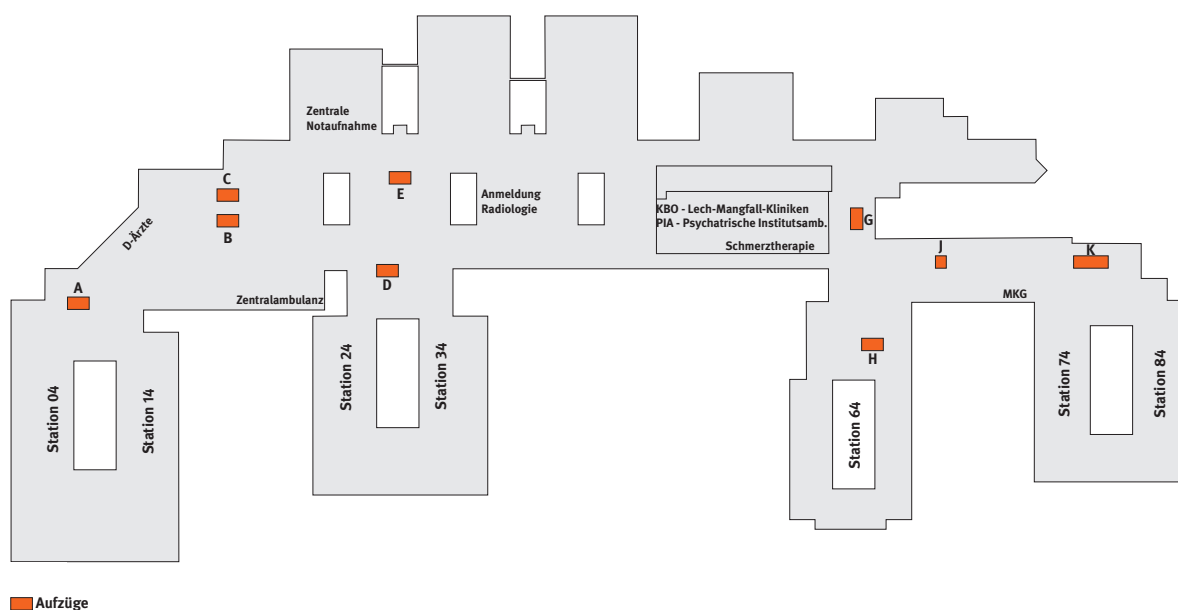 Zentrale
Notaufnahme
C
E
Anmeldung
Radiologie
KBO - Lech-Mangfall-Kliniken
PIA - Psychatrische Institutsamb.
G
D-Ärzte
B
Schmerztherapie
J
K
A
Zentralambulanz
D
MKG
H
Station 04
Station 14
Station 24
Station 34
Station 64
Station 74
Station 84
Aufzüge